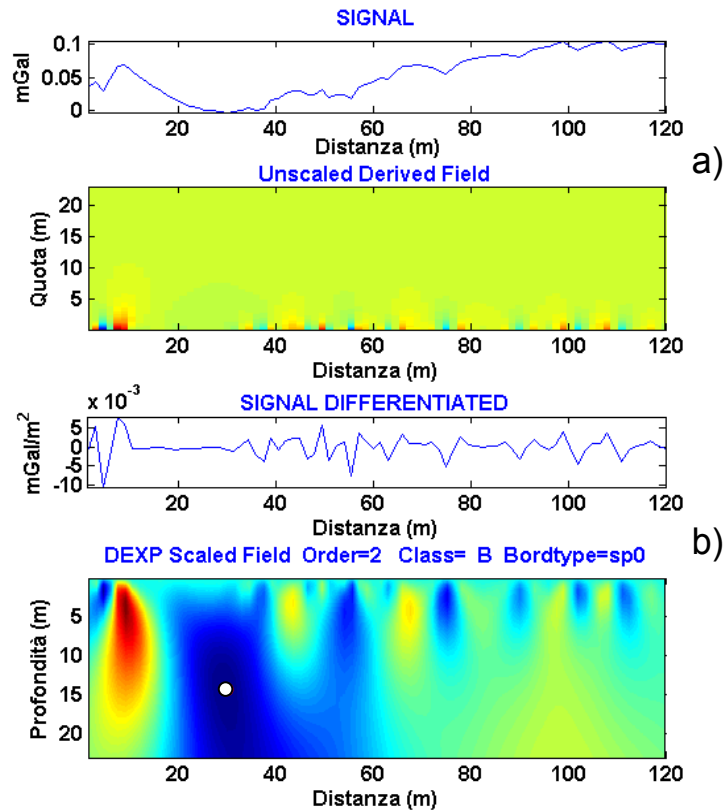 SIGNAL
0.1
0.05
0
mGal
20 40 60 80 100 120
Distanza (m)
a)
Unscaled Derived Field
20
15
10
5
Quota (m)
20 40 60 80 100 120
Distanza (m)
x 10⁻³
SIGNAL DIFFERENTIATED
5
0
-5
-10
mGal/m²
20 40 60 80 100 120
Distanza (m)
b)
DEXP Scaled Field Order=2 Class= B Bordtype=sp0
5
10
15
20
Profondità (m)
20 40 60 80 100 120
Distanza (m)